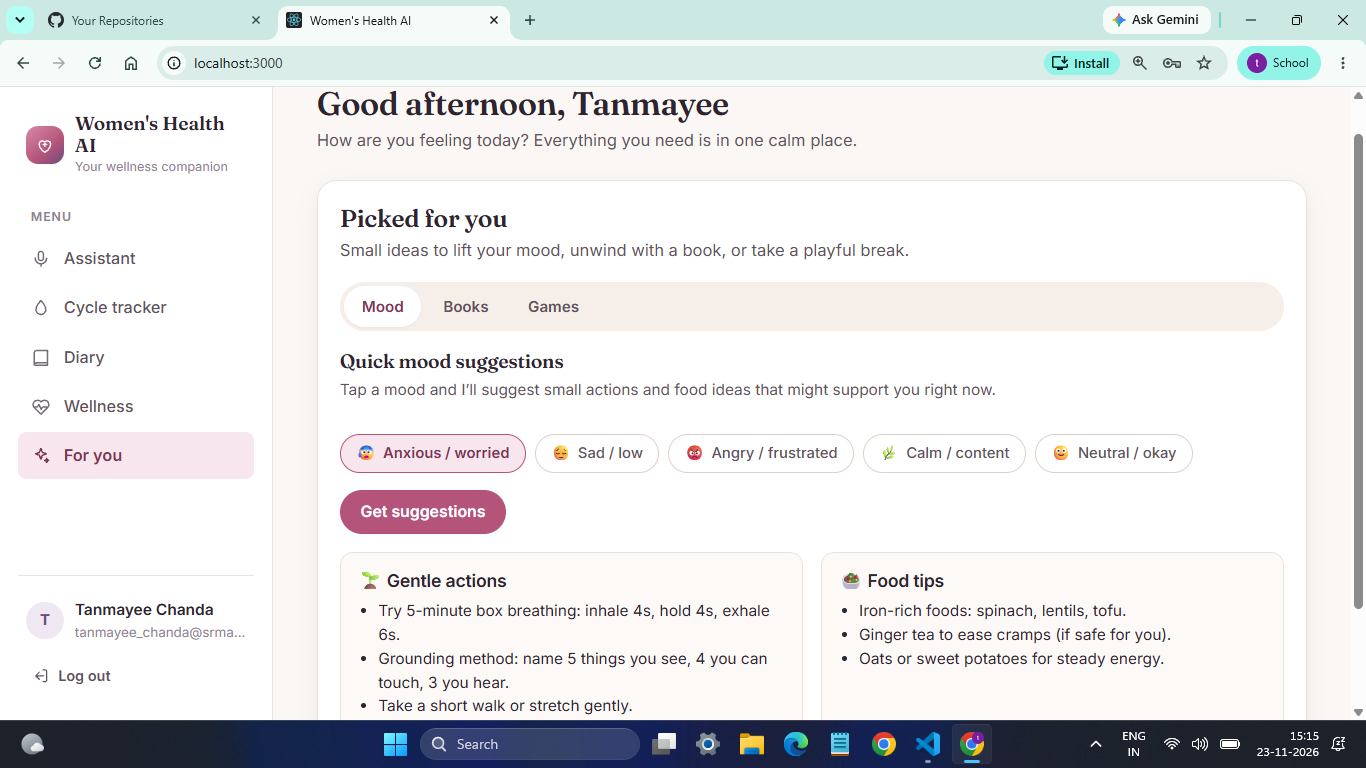 Your Repositories
Women's Health AI
Ask Gemini
localhost:3000
Install
t
School
Women's Health
AI
Your wellness companion
MENU
Assistant
Cycle tracker
Diary
Wellness
For you
T
Tanmayee Chanda
tanmayee_chanda@srma...
Log out
Good afternoon, Tanmayee
How are you feeling today? Everything you need is in one calm place.
Picked for you
Small ideas to lift your mood, unwind with a book, or take a playful break.
Mood
Books
Games
Quick mood suggestions
Tap a mood and I’ll suggest small actions and food ideas that might support you right now.
Anxious / worried
Sad / low
Angry / frustrated
Calm / content
Neutral / okay
Get suggestions
Gentle actions
• Try 5-minute box breathing: inhale 4s, hold 4s, exhale
6s.
• Grounding method: name 5 things you see, 4 you can
touch, 3 you hear.
• Take a short walk or stretch gently.
Food tips
• Iron-rich foods: spinach, lentils, tofu.
• Ginger tea to ease cramps (if safe for you).
• Oats or sweet potatoes for steady energy.
Search
ENG
IN
15:15
23-11-2026